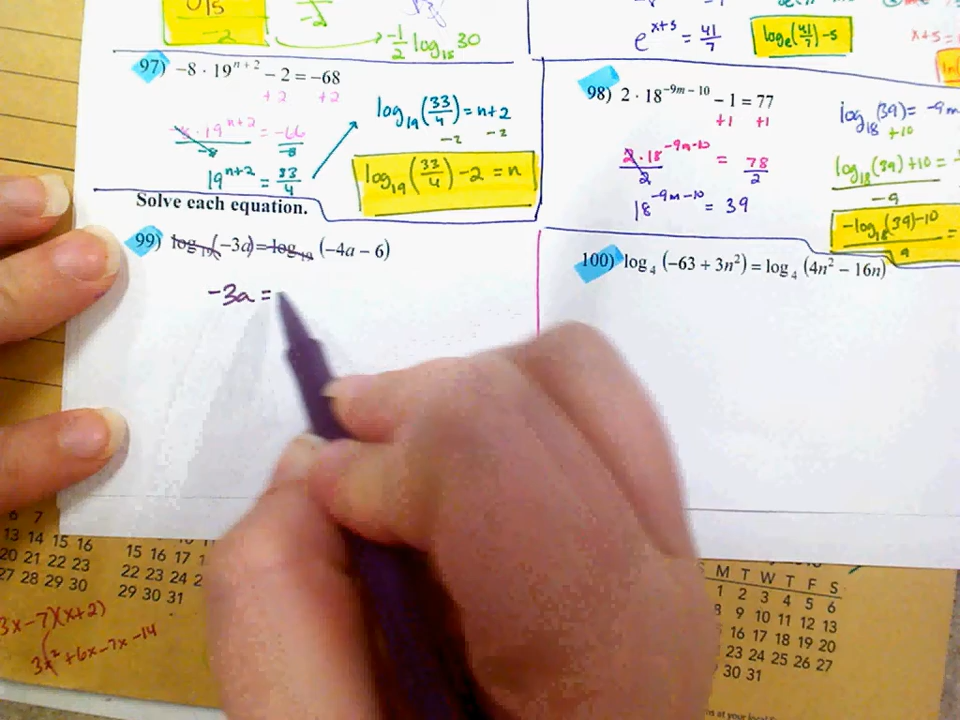 -2
-2
-½ log₁₅ 30
e^(x+5) = 41/7
logₑ(41/7) -5
x+5 =
97) −8 · 19^(n + 2) − 2 = −68
+2 +2
-8 · 19^(n+2) = -66
-8 -8
19^(n+2) = 33/4
log₁₉(33/4) = n+2
-2 -2
log₁₉(33/4) -2 = n
98) 2 · 18^(−9m − 10) − 1 = 77
+1 +1
2·18^(-9m-10) = 78
2 2
18^(-9m-10) = 39
log₁₈(39) = -9m
+10
log₁₈(39)+10 =
-9
-log₁₈(39)-10 =
9
Solve each equation.
99) log₁₉(−3a) = log₁₉ (−4a − 6)
-3a =
100) log₄ (−63 + 3n²) = log₄ (4n² − 16n)
6 7
13 14 15 16
20 21 22 23
27 28 29 30
15 16 17 1
22 23 24 2
29 30 31
3x-7)(x+2)
3x²+6x-7x-14
S M T W T F S
1 2 3 4 5 6
8 9 10 11 12 13
16 17 18 19 20
23 24 25 26 27
30 31